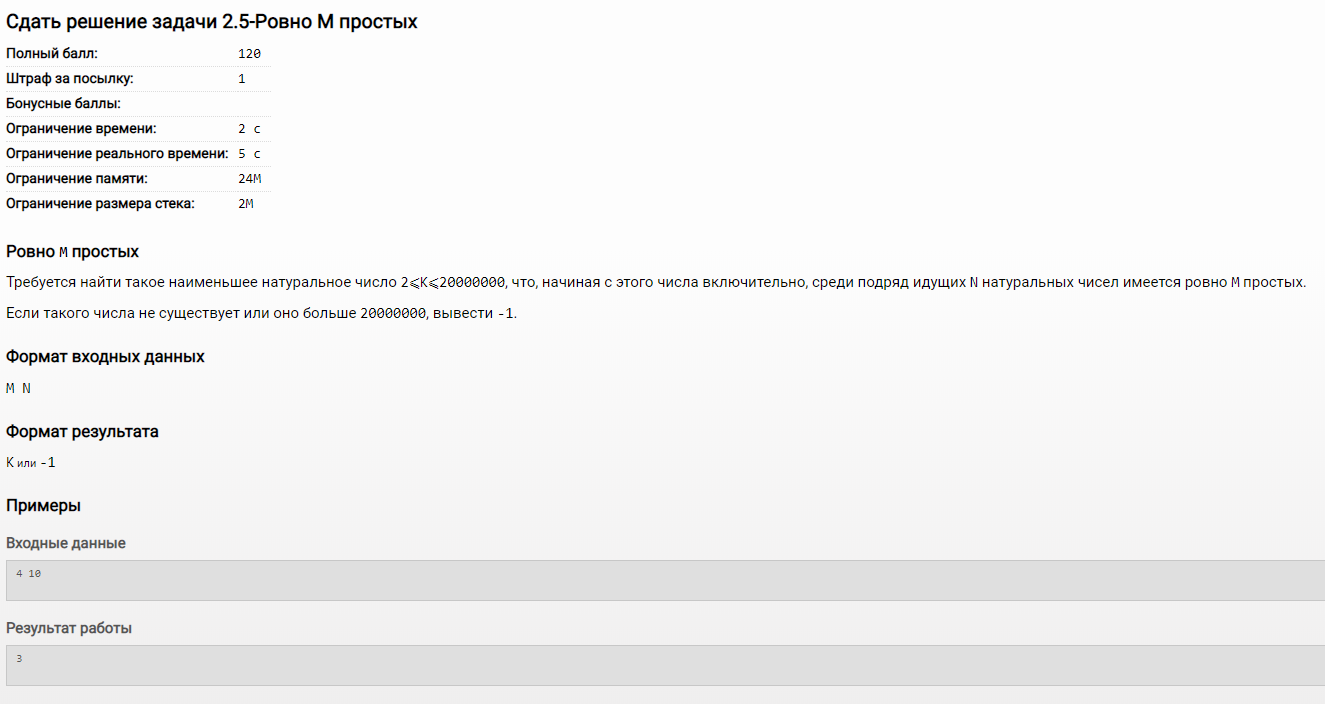 Сдать решение задачи 2.5-Ровно M простых
Полный балл: 120
Штраф за посылку: 1
Бонусные баллы:
Ограничение времени: 2 с
Ограничение реального времени: 5 с
Ограничение памяти: 24M
Ограничение размера стека: 2M
Ровно M простых
Требуется найти такое наименьшее натуральное число 2⩽K⩽20000000, что, начиная с этого числа включительно, среди подряд идущих N натуральных чисел имеется ровно M простых.
Если такого числа не существует или оно больше 20000000, вывести -1.
Формат входных данных
M N
Формат результата
K или -1
Примеры
Входные данные
4 10
Результат работы
3